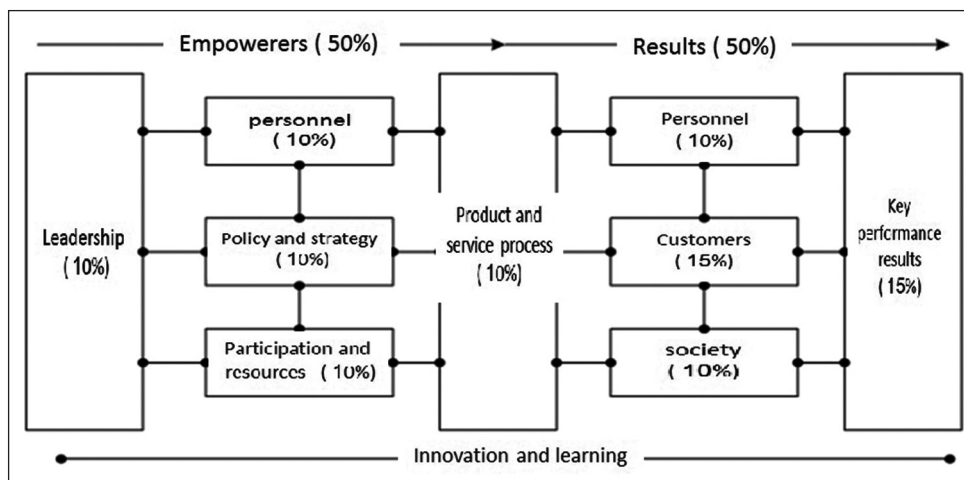 Empowerers ( 50%)
Results ( 50%)
Leadership
( 10%)
personnel
( 10%)
Policy and strategy
( 10%)
Participation and
resources ( 10%)
Product and
service process
( 10%)
Personnel
( 10%)
Customers
( 15%)
society
( 10%)
Key
performance
results
( 15%)
Innovation and learning